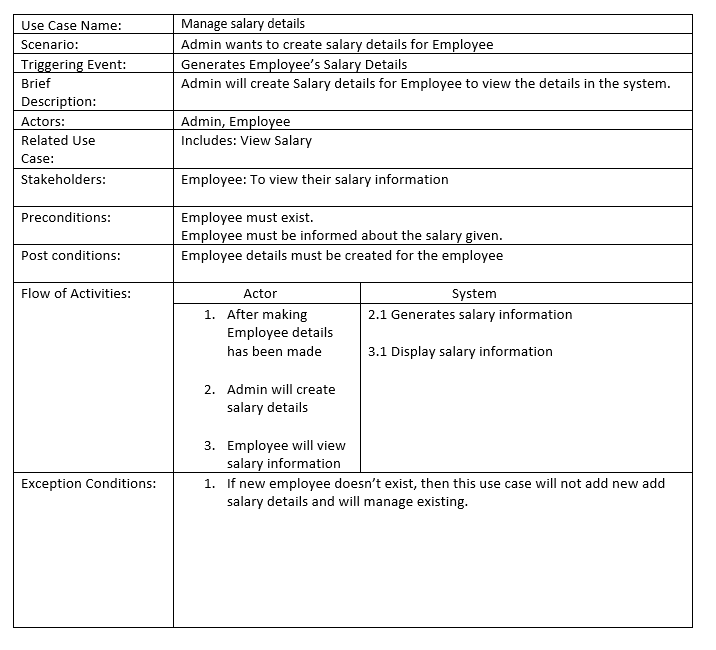 Use Case Name: Manage salary details
Scenario: Admin wants to create salary details for Employee
Triggering Event: Generates Employee’s Salary Details
Brief Admin will create Salary details for Employee to view the details in the system.
Description:
Actors: Admin, Employee
Related Use Includes: View Salary
Case:
Stakeholders: Employee: To view their salary information
Preconditions: Employee must exist.
Employee must be informed about the salary given.
Post conditions: Employee details must be created for the employee
Flow of Activities: Actor System
1. After making 2.1 Generates salary information
Employee details
has been made 3.1 Display salary information
2. Admin will create
salary details
3. Employee will view
salary information
Exception Conditions: 1. If new employee doesn’t exist, then this use case will not add new add
salary details and will manage existing.